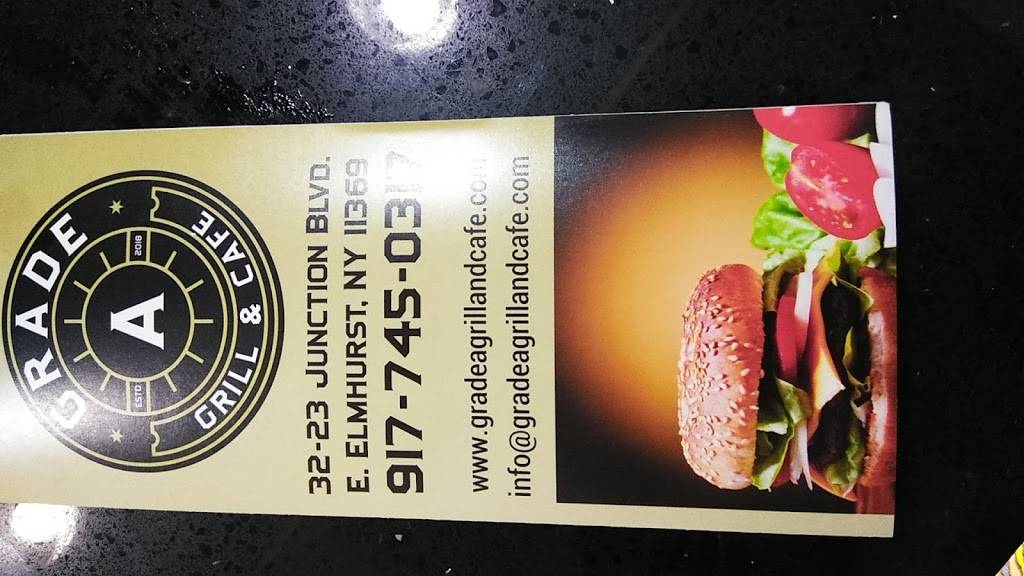 GRADE
A
ESTD 2018
GRILL & CAFE
32-23 JUNCTION BLVD.
E. ELMHURST, NY 11369
917-745-0317
www.gradeagrillandcafe.com
info@gradeagrillandcafe.com